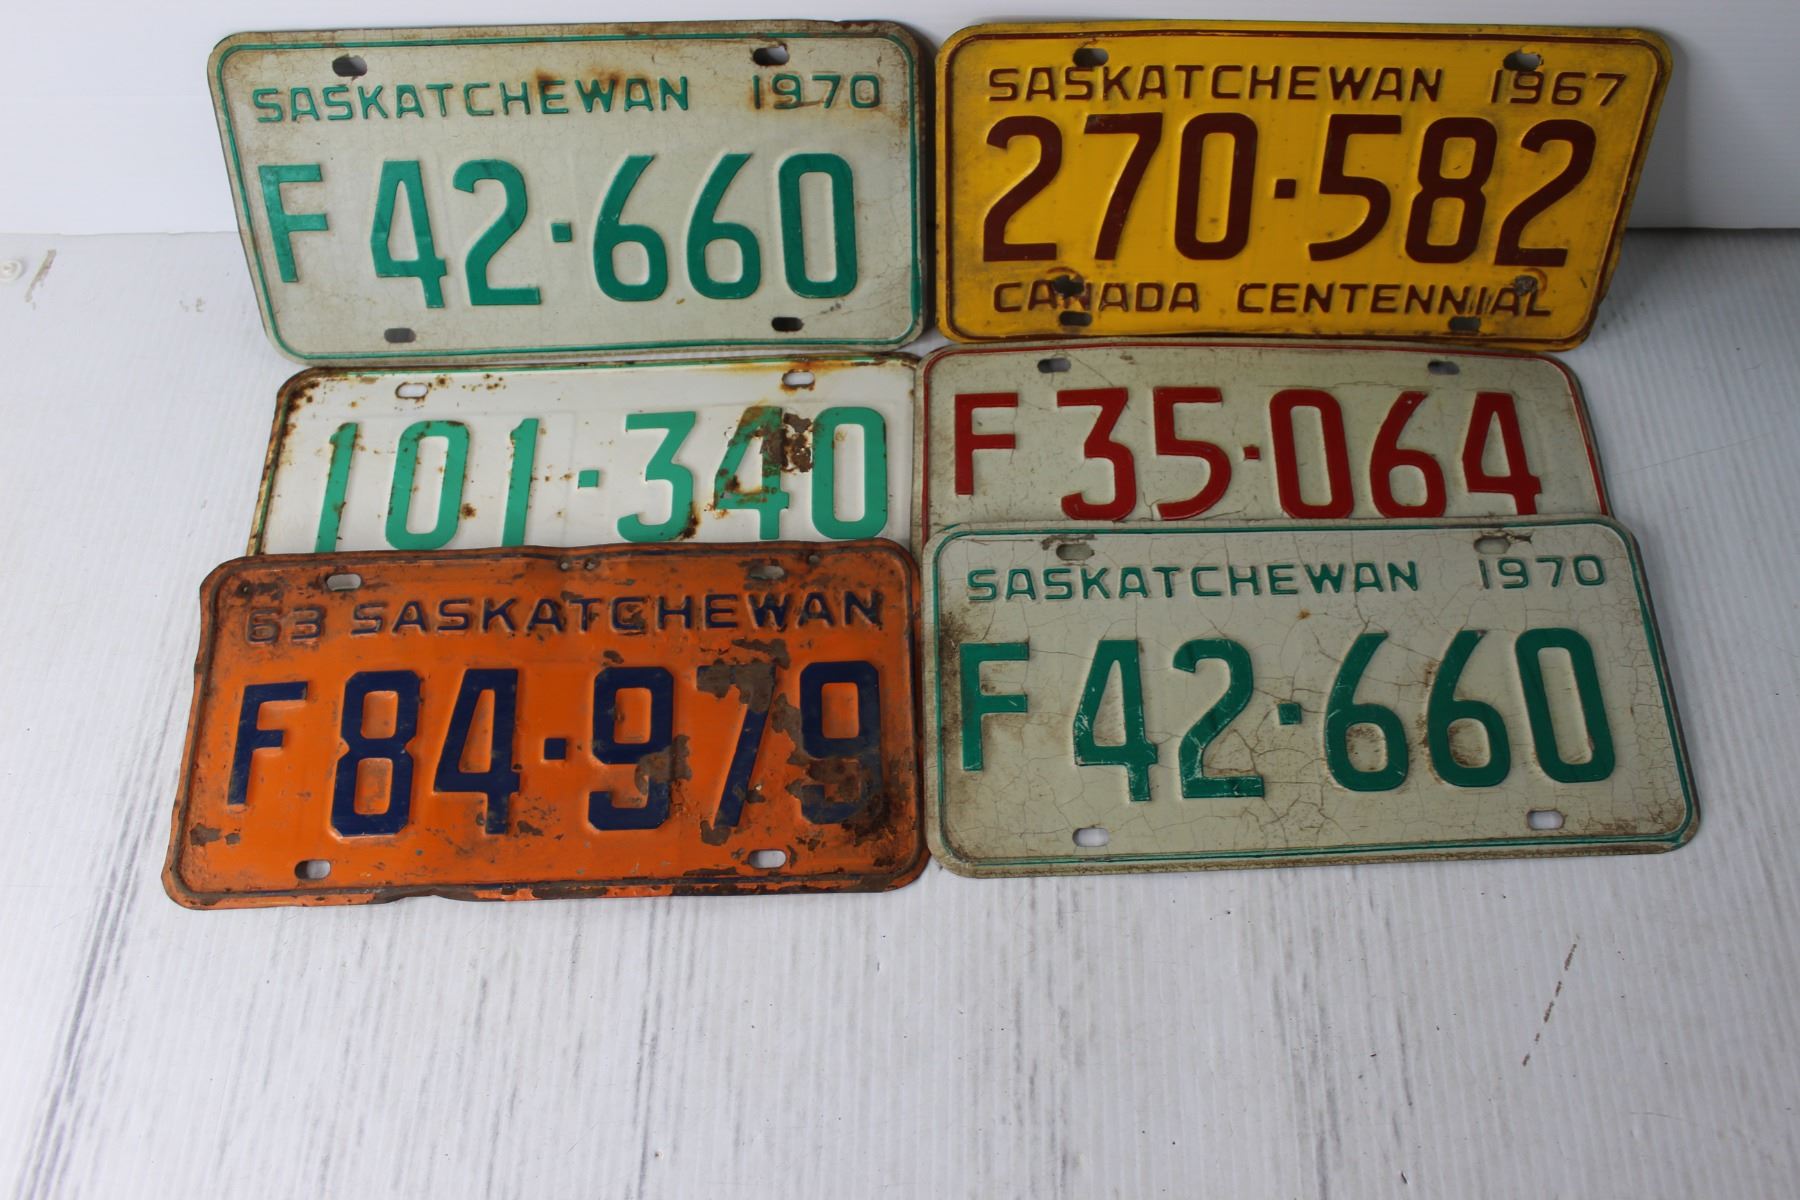 SASKATCHEWAN 1970
F 42·660
SASKATCHEWAN 1967
270·582
CANADA CENTENNIAL
101·340
F 35·064
63 SASKATCHEWAN
F 84·979
SASKATCHEWAN 1970
F 42·660